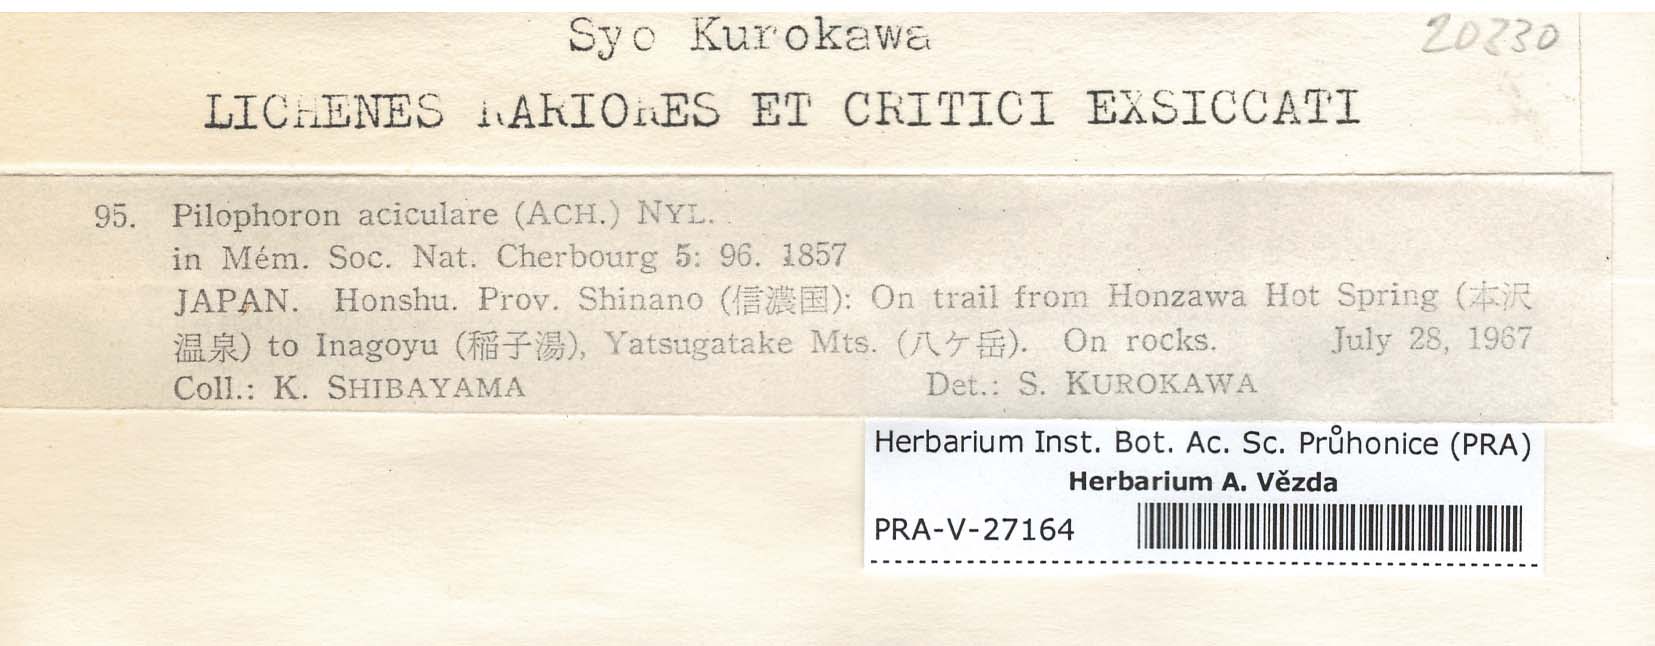 Syo Kurokawa
20230
LICHENES RARIORES ET CRITICI EXSICCATI
95. Pilophoron aciculare (ACH.) NYL.
in Mém. Soc. Nat. Cherbourg 5: 96. 1857
JAPAN. Honshu. Prov. Shinano (信濃国): On trail from Honzawa Hot Spring (本沢
温泉) to Inagoyu (稲子湯), Yatsugatake Mts. (八ケ岳). On rocks. July 28, 1967
Coll.: K. SHIBAYAMA Det.: S. KUROKAWA
Herbarium Inst. Bot. Ac. Sc. Průhonice (PRA)
Herbarium A. Vězda
PRA-V-27164